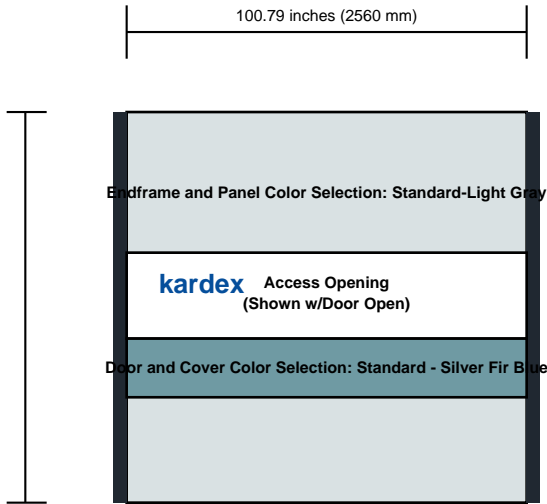 100.79 inches (2560 mm)
Endframe and Panel Color Selection: Standard-Light Gray
kardex Access Opening
(Shown w/Door Open)
Door and Cover Color Selection: Standard - Silver Fir Blue